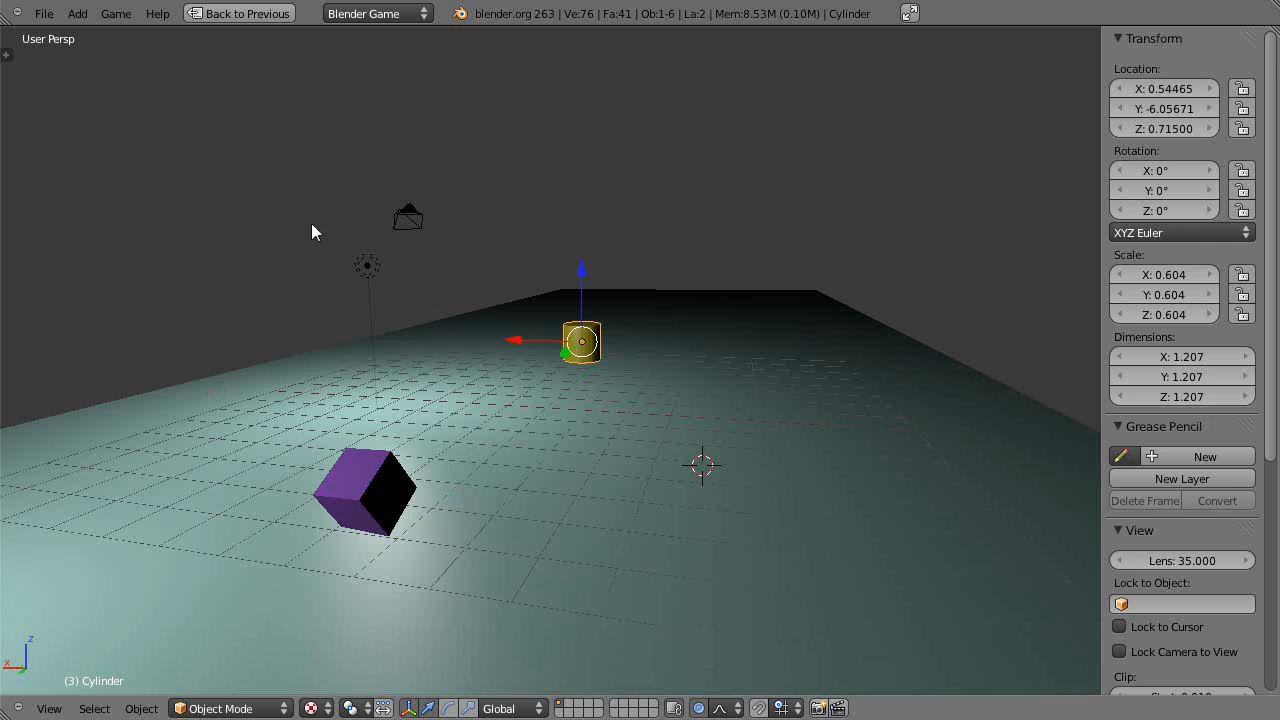 File Add Game Help Back to Previous Blender Game blender.org 263 | Ve:76 | Fa:41 | Ob:1-6 | La:2 | Mem:8.53M (0.10M) | Cylinder
User Persp
Transform
Location:
X: 0.54465
Y: -6.05671
Z: 0.71500
Rotation:
X: 0°
Y: 0°
Z: 0°
XYZ Euler
Scale:
X: 0.604
Y: 0.604
Z: 0.604
Dimensions:
X: 1.207
Y: 1.207
Z: 1.207
Grease Pencil
New
New Layer
Delete Frame Convert
View
Lens: 35.000
Lock to Object:
Lock to Cursor
Lock Camera to View
Clip:
z
x
(3) Cylinder
View Select Object Object Mode Global